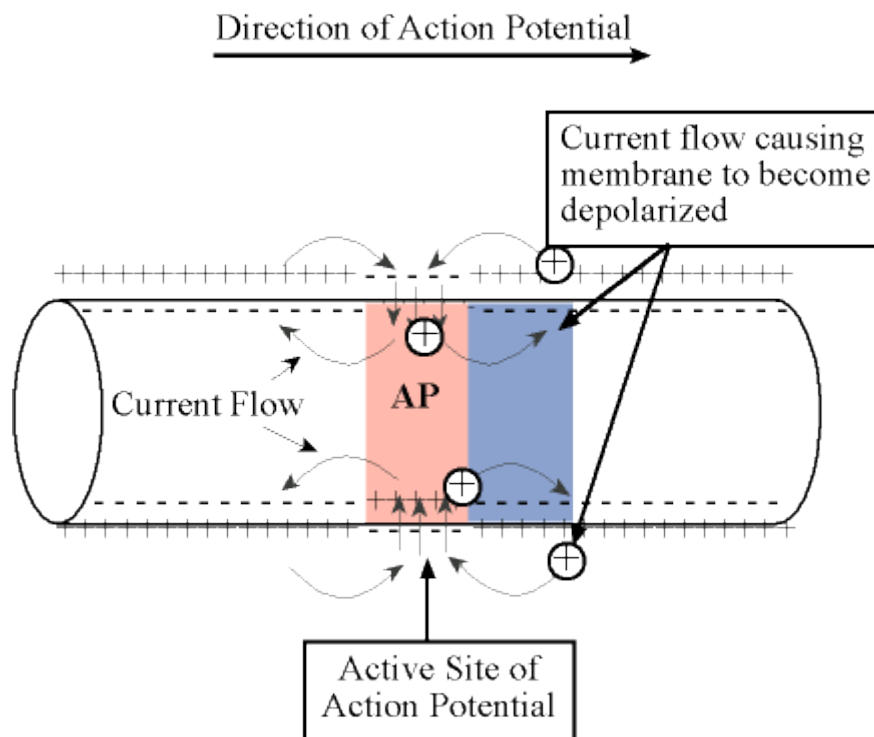 Direction of Action Potential
Current flow causing
membrane to become
depolarized
AP
Current Flow
Active Site of
Action Potential